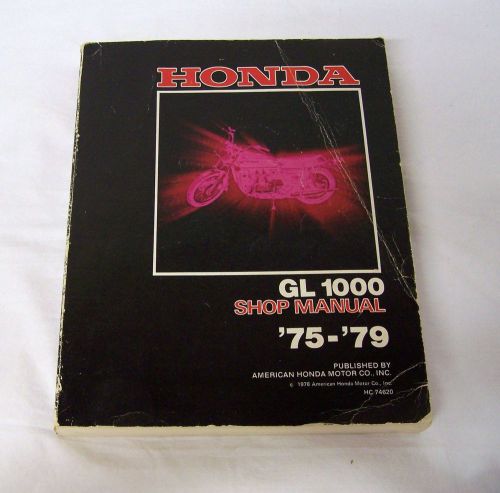 HONDA
GL 1000
SHOP MANUAL
'75-'79
PUBLISHED BY
AMERICAN HONDA MOTOR CO., INC.
© 1978 American Honda Motor Co., Inc.
HC 74620